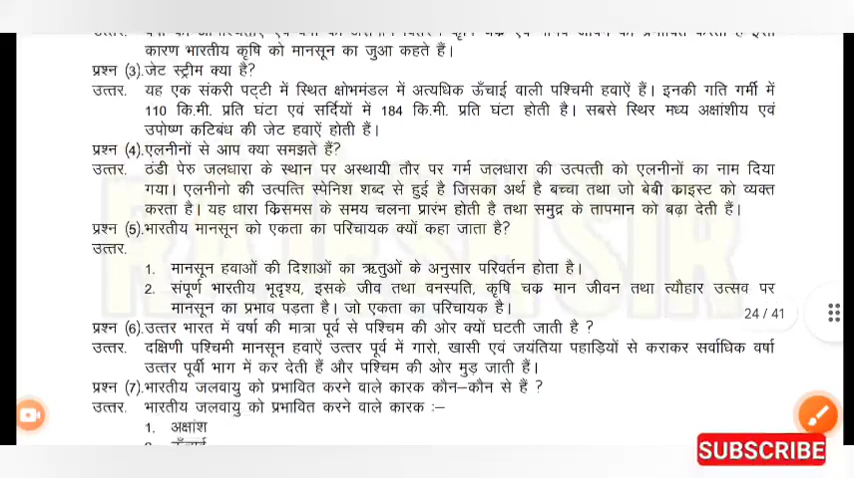 कारण भारतीय कृषि को मानसून का जुआ कहते हैं।
प्रश्न (3). जेट स्ट्रीम क्या है?
उत्तर. यह एक संकरी पट्टी में स्थित क्षोभमंडल में अत्यधिक ऊँचाई वाली पश्चिमी हवाऐं हैं। इनकी गति गर्मी में
110 कि.मी. प्रति घंटा एवं सर्दियों में 184 कि.मी. प्रति घंटा होती है। सबसे स्थिर मध्य अक्षांशीय एवं
उपोष्ण कटिबंध की जेट हवाऐं होती हैं।
प्रश्न (4). एलनीनों से आप क्या समझते हैं?
उत्तर. ठंडी पेरु जलधारा के स्थान पर अस्थायी तौर पर गर्म जलधारा की उत्पत्ती को एलनीनों का नाम दिया
गया। एलनीनो की उत्पत्ति स्पेनिश शब्द से हुई है जिसका अर्थ है बच्चा तथा जो बेबी क्राइस्ट को व्यक्त
करता है। यह धारा क्रिसमस के समय चलना प्रारंभ होती है तथा समुद्र के तापमान को बढ़ा देती हैं।
प्रश्न (5). भारतीय मानसून को एकता का परिचायक क्यों कहा जाता है?
उत्तर.
1. मानसून हवाओं की दिशाओं का ऋतुओं के अनुसार परिवर्तन होता है।
2. संपूर्ण भारतीय भूदृश्य, इसके जीव तथा वनस्पति, कृषि चक्र मान जीवन तथा त्यौहार उत्सव पर
मानसून का प्रभाव पड़ता है। जो एकता का परिचायक है।
24 / 41
प्रश्न (6). उत्तर भारत में वर्षा की मात्रा पूर्व से पश्चिम की ओर क्यों घटती जाती है ?
उत्तर. दक्षिणी पश्चिमी मानसून हवाऐं उत्तर पूर्व में गारो, खासी एवं जयंतिया पहाड़ियों से कराकर सर्वाधिक वर्षा
उत्तर पूर्वी भाग में कर देती हैं और पश्चिम की ओर मुड़ जाती हैं।
प्रश्न (7). भारतीय जलवायु को प्रभावित करने वाले कारक कौन–कौन से हैं ?
उत्तर. भारतीय जलवायु को प्रभावित करने वाले कारक :–
1. अक्षांश
SUBSCRIBE